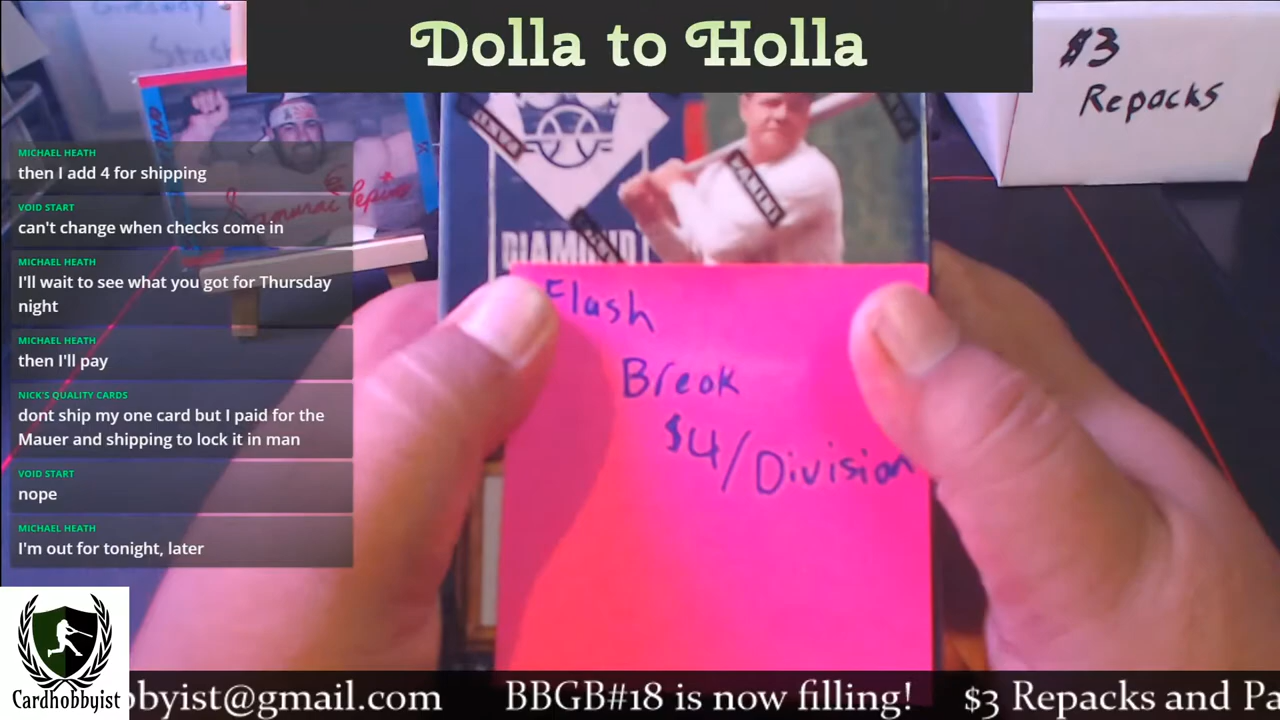 Dolla to Holla
$3
Repacks
MICHAEL HEATH
then I add 4 for shipping
VOID START
can't change when checks come in
MICHAEL HEATH
I'll wait to see what you got for Thursday
night
MICHAEL HEATH
then I'll pay
NICK'S QUALITY CARDS
dont ship my one card but I paid for the
Mauer and shipping to lock it in man
VOID START
nope
MICHAEL HEATH
I'm out for tonight, later
PANINI
DIAMOND
Flash
Break
$4/Division
Cardhobbyist
bbyist@gmail.com BBGB#18 is now filling! $3 Repacks and Pa